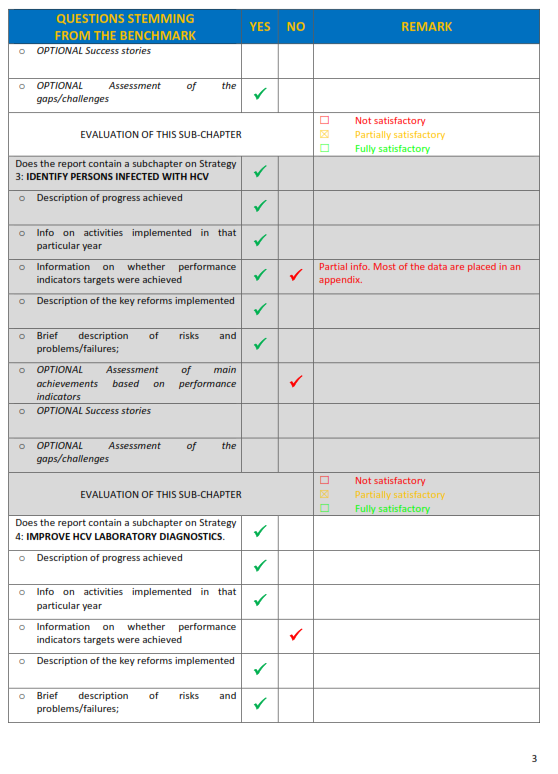 QUESTIONS STEMMING FROM THE BENCHMARK YES NO REMARK
o OPTIONAL Success stories
o OPTIONAL Assessment of the
gaps/challenges ✓
EVALUATION OF THIS SUB-CHAPTER
☐ Not satisfactory
☒ Partially satisfactory
☐ Fully satisfactory
Does the report contain a subchapter on Strategy
3: IDENTIFY PERSONS INFECTED WITH HCV ✓
o Description of progress achieved ✓
o Info on activities implemented in that
particular year ✓
o Information on whether performance
indicators targets were achieved ✓ ✓
Partial info. Most of the data are placed in an
appendix.
o Description of the key reforms implemented ✓
o Brief description of risks and
problems/failures; ✓
o OPTIONAL Assessment of main
achievements based on performance
indicators ✓
o OPTIONAL Success stories
o OPTIONAL Assessment of the
gaps/challenges
EVALUATION OF THIS SUB-CHAPTER
☐ Not satisfactory
☒ Partially satisfactory
☐ Fully satisfactory
Does the report contain a subchapter on Strategy
4: IMPROVE HCV LABORATORY DIAGNOSTICS. ✓
o Description of progress achieved ✓
o Info on activities implemented in that
particular year ✓
o Information on whether performance
indicators targets were achieved ✓
o Description of the key reforms implemented ✓
o Brief description of risks and
problems/failures; ✓
3